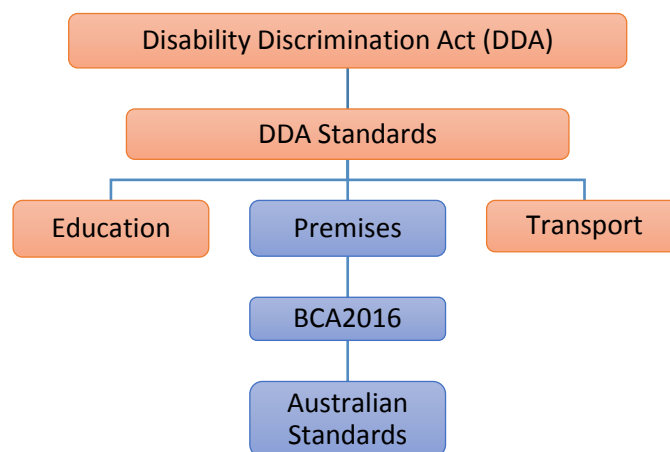 Disability Discrimination Act (DDA)
DDA Standards
Education
Premises
Transport
BCA2016
Australian
Standards